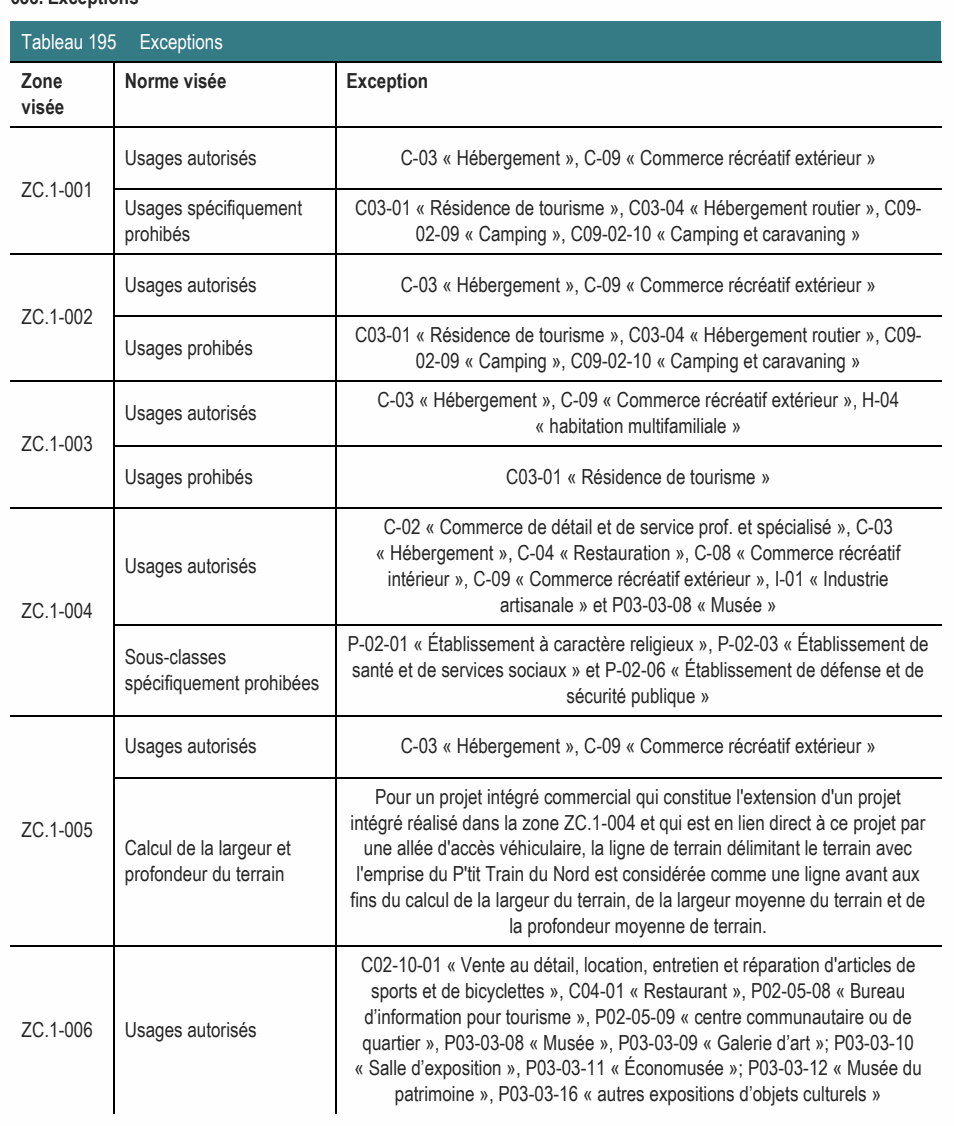 Tableau 195 Exceptions
Zone visée
Norme visée
Exception
ZC.1-001
Usages autorisés
C-03 « Hébergement », C-09 « Commerce récréatif extérieur »
Usages spécifiquement
prohibés
C03-01 « Résidence de tourisme », C03-04 « Hébergement routier », C09-
02-09 « Camping », C09-02-10 « Camping et caravaning »
ZC.1-002
Usages autorisés
C-03 « Hébergement », C-09 « Commerce récréatif extérieur »
Usages prohibés
C03-01 « Résidence de tourisme », C03-04 « Hébergement routier », C09-
02-09 « Camping », C09-02-10 « Camping et caravaning »
ZC.1-003
Usages autorisés
C-03 « Hébergement », C-09 « Commerce récréatif extérieur », H-04
« habitation multifamiliale »
Usages prohibés
C03-01 « Résidence de tourisme »
ZC.1-004
Usages autorisés
C-02 « Commerce de détail et de service prof. et spécialisé », C-03
« Hébergement », C-04 « Restauration », C-08 « Commerce récréatif
intérieur », C-09 « Commerce récréatif extérieur », I-01 « Industrie
artisanale » et P03-03-08 « Musée »
Sous-classes
spécifiquement prohibées
P-02-01 « Établissement à caractère religieux », P-02-03 « Établissement de
santé et de services sociaux » et P-02-06 « Établissement de défense et de
sécurité publique »
ZC.1-005
Usages autorisés
C-03 « Hébergement », C-09 « Commerce récréatif extérieur »
Calcul de la largeur et
profondeur du terrain
Pour un projet intégré commercial qui constitue l'extension d'un projet
intégré réalisé dans la zone ZC.1-004 et qui est en lien direct à ce projet par
une allée d'accès véhiculaire, la ligne de terrain délimitant le terrain avec
l'emprise du P'tit Train du Nord est considérée comme une ligne avant aux
fins du calcul de la largeur du terrain, de la largeur moyenne du terrain et de
la profondeur moyenne de terrain.
ZC.1-006
Usages autorisés
C02-10-01 « Vente au détail, location, entretien et réparation d'articles de
sports et de bicyclettes », C04-01 « Restaurant », P02-05-08 « Bureau
d’information pour tourisme », P02-05-09 « centre communautaire ou de
quartier », P03-03-08 « Musée », P03-03-09 « Galerie d’art »; P03-03-10
« Salle d’exposition », P03-03-11 « Économusée »; P03-03-12 « Musée du
patrimoine », P03-03-16 « autres expositions d’objets culturels »